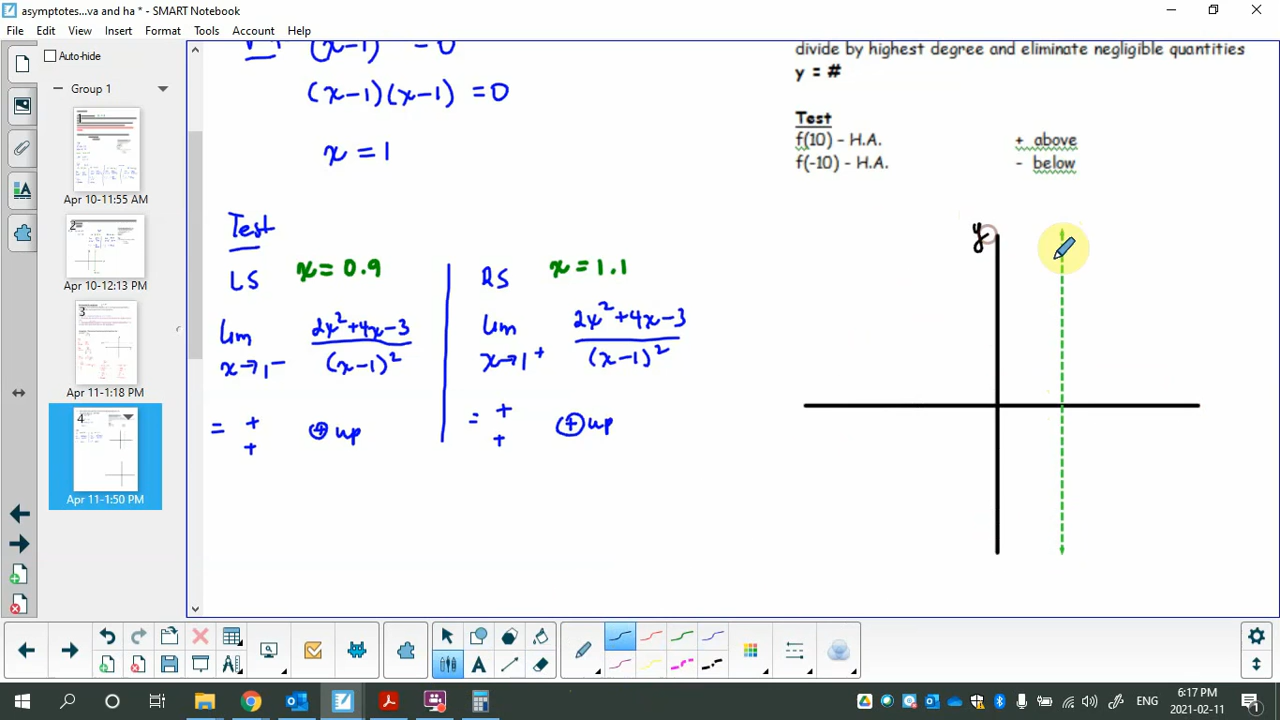 asymptotes...va and ha * - SMART Notebook
File Edit View Insert Format Tools Account Help
Auto-hide
Group 1
Apr 10-11:55 AM
Apr 10-12:13 PM
Apr 11-1:18 PM
Apr 11-1:50 PM
(x-1) = 0
(x-1)(x-1) = 0
x = 1
Test
LS x = 0.9
lim x→1⁻ 2x²+4x-3 / (x-1)²
= + / + ⊕ up
RS x = 1.1
lim x→1⁺ 2x²+4x-3 / (x-1)²
= + / + ⊕ up
divide by highest degree and eliminate negligible quantities
y = #
Test
f(10) - H.A. + above
f(-10) - H.A. - below
y
ENG
6:17 PM
2021-02-11